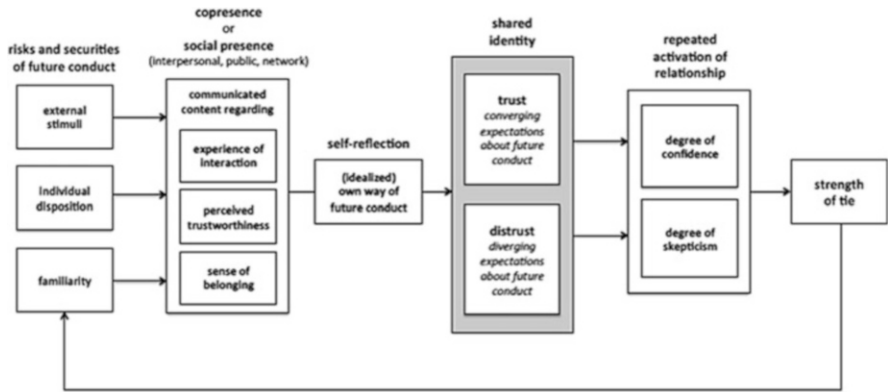 risks and securities
of future conduct
external
stimuli
Individual
disposition
familiarity
copresence
or
social presence
(interpersonal, public, network)
communicated
content regarding
experience of
interaction
perceived
trustworthiness
sense of
belonging
self-reflection
(idealized)
own way of
future conduct
shared
identity
trust
converging
expectations
about future
conduct
distrust
diverging
expectations
about future
conduct
repeated
activation of
relationship
degree of
confidence
degree of
skepticism
strength
of tie